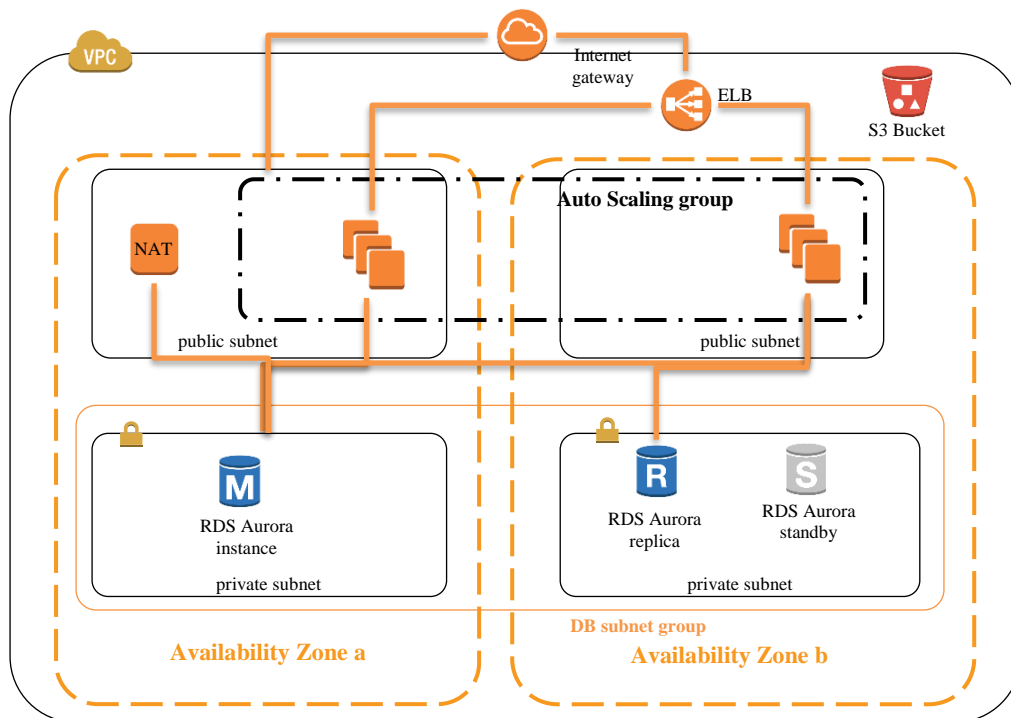 VPC
Internet
gateway
ELB
S3 Bucket
Auto Scaling group
NAT
public subnet
public subnet
M
RDS Aurora
instance
private subnet
R
RDS Aurora
replica
S
RDS Aurora
standby
private subnet
DB subnet group
Availability Zone a
Availability Zone b